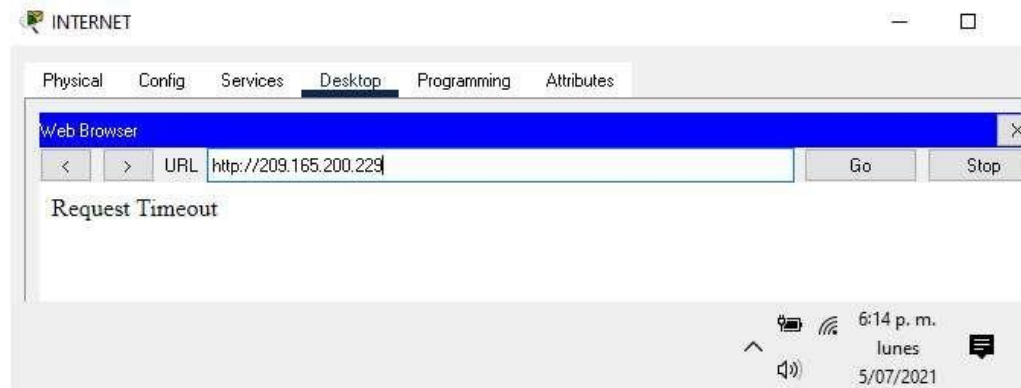 INTERNET
Physical Config Services Desktop Programming Attributes
Web Browser X
< > URL http://209.165.200.229 Go Stop
Request Timeout
6:14 p. m.
lunes
5/07/2021